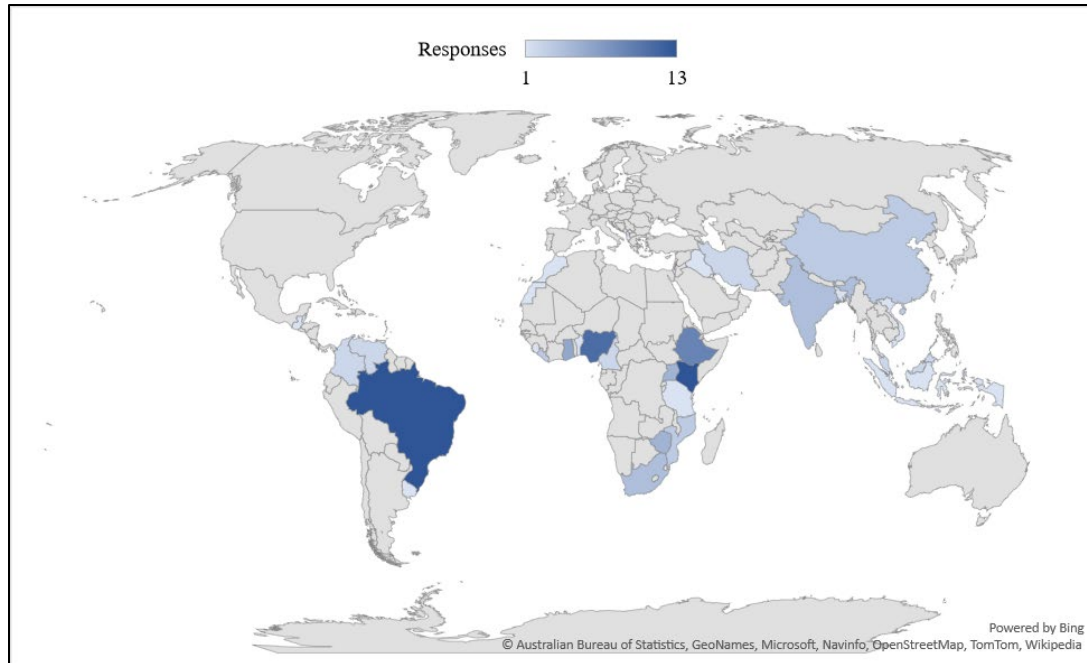 Responses
1 13
Powered by Bing
© Australian Bureau of Statistics, GeoNames, Microsoft, Navinfo, OpenStreetMap, TomTom, Wikipedia